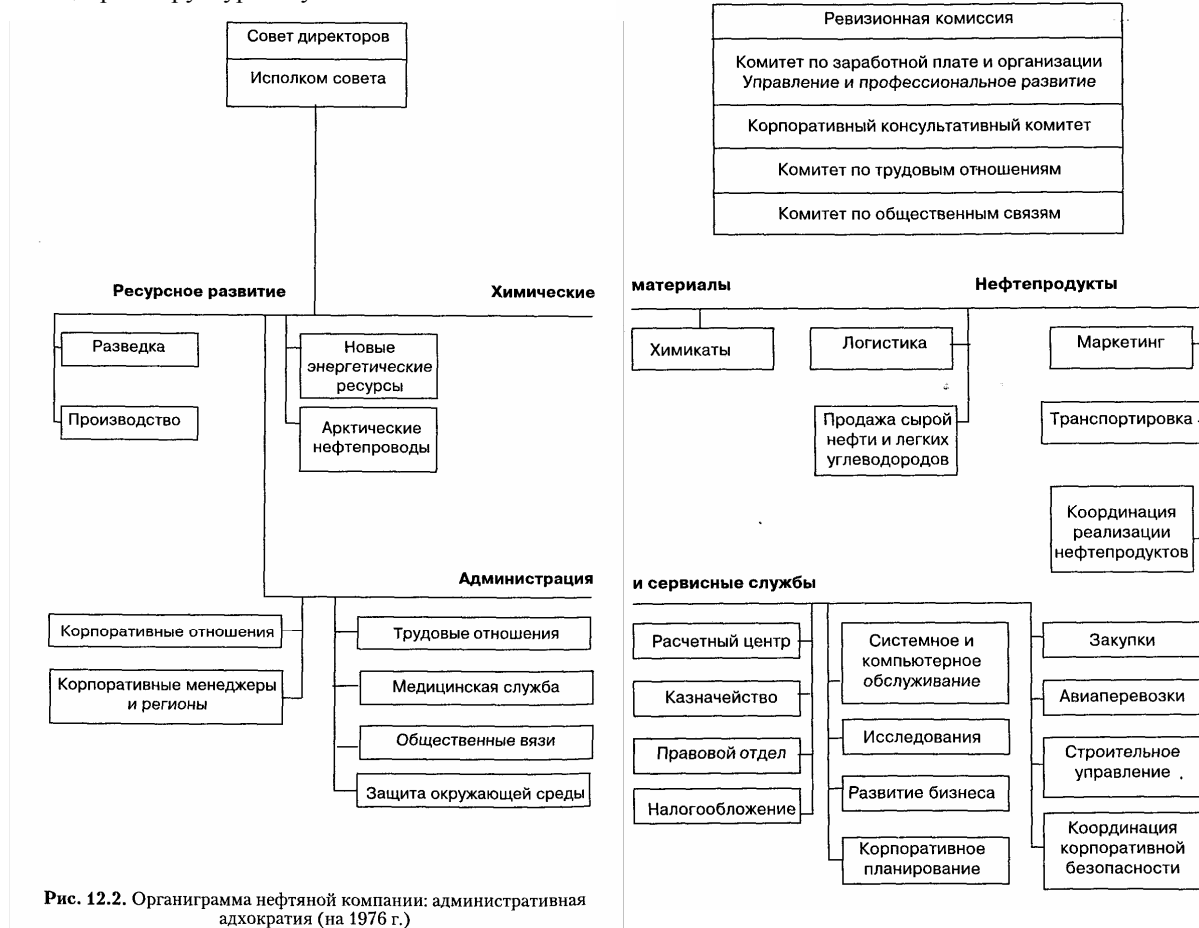 Совет директоров
Исполком совета
Ревизионная комиссия
Комитет по заработной плате и организации
Управление и профессиональное развитие
Корпоративный консультативный комитет
Комитет по трудовым отношениям
Комитет по общественным связям
Ресурсное развитие
Химические
материалы
Нефтепродукты
Разведка
Производство
Новые
энергетические
ресурсы
Арктические
нефтепроводы
Химикаты
Логистика
Продажа сырой
нефти и легких
углеводородов
Маркетинг
Транспортировка
Координация
реализации
нефтепродуктов
Администрация
и сервисные службы
Корпоративные отношения
Корпоративные менеджеры
и регионы
Трудовые отношения
Медицинская служба
Общественные вязи
Защита окружающей среды
Расчетный центр
Казначейство
Правовой отдел
Налогообложение
Системное и
компьютерное
обслуживание
Исследования
Развитие бизнеса
Корпоративное
планирование
Закупки
Авиаперевозки
Строительное
управление
Координация
корпоративной
безопасности
Рис. 12.2. Органиграмма нефтяной компании: административная
адхократия (на 1976 г.)